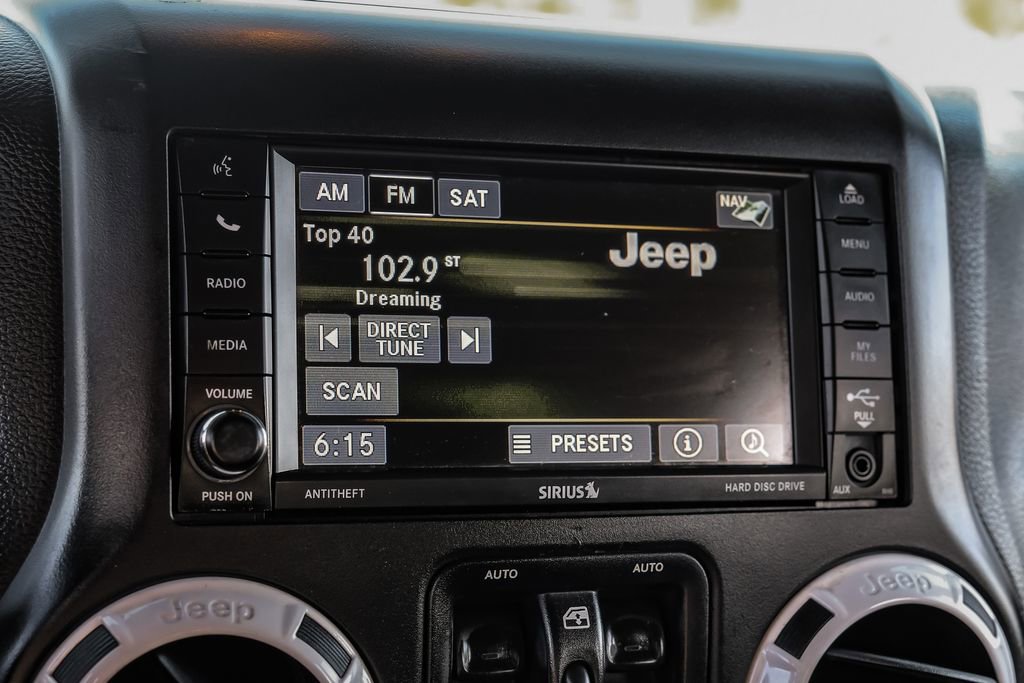 AM FM SAT NAV
LOAD
Top 40
Jeep
MENU
102.9 ST
RADIO
Dreaming
AUDIO
MEDIA
DIRECT
TUNE
MY
FILES
VOLUME
SCAN
PULL
6:15
PRESETS
PUSH ON
ANTITHEFT
SIRIUS
HARD DISC DRIVE
AUX
AUTO
AUTO
Jeep
Jeep